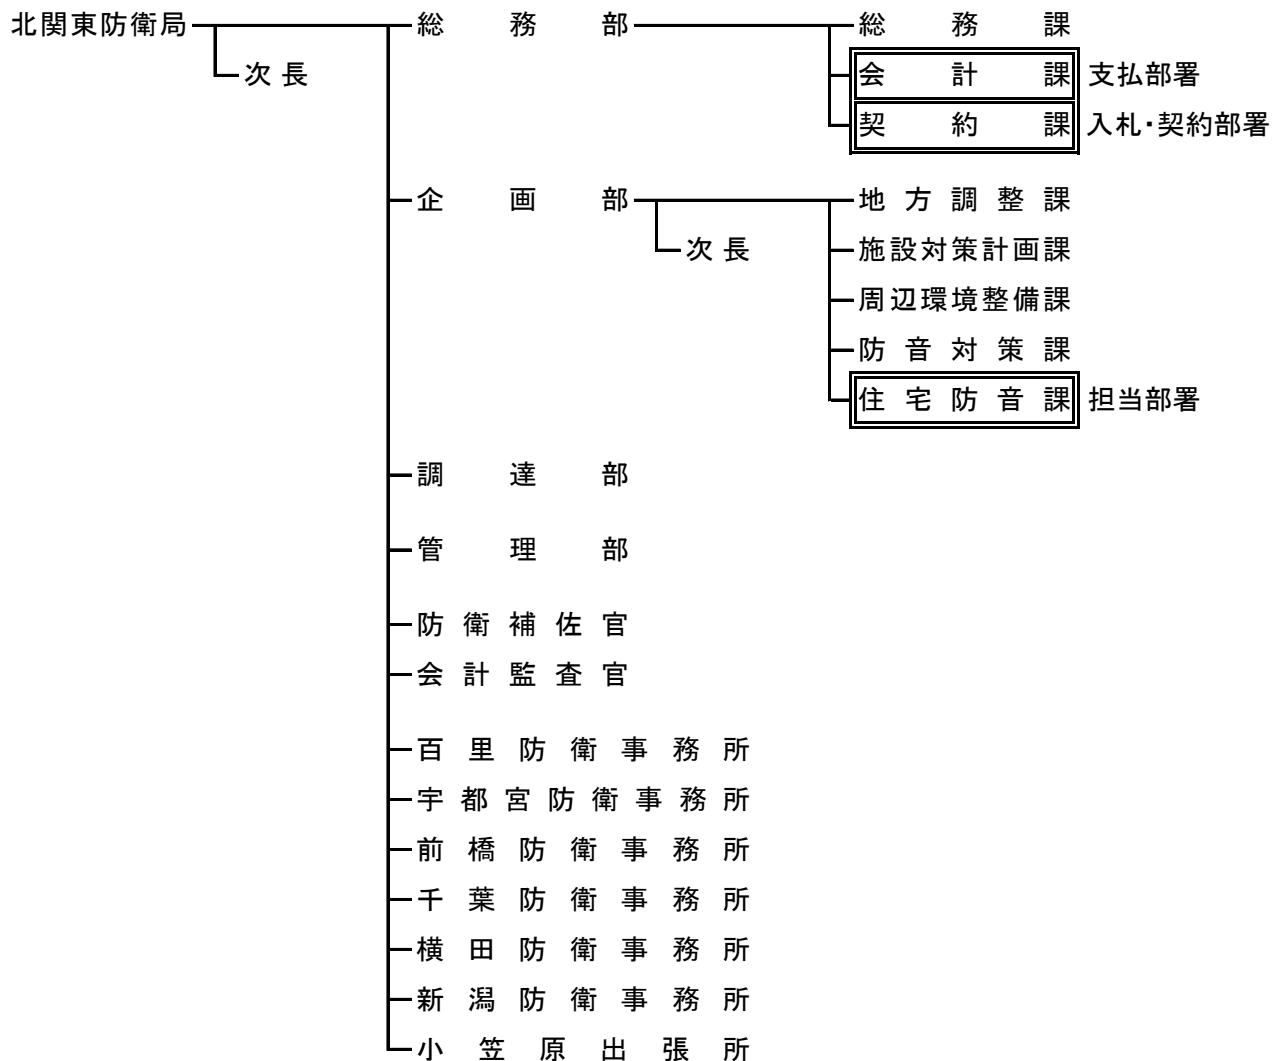 北関東防衛局 総務部 総務課
次長 会計課 支払部署
契約課 入札・契約部署
企画部 地方調整課
次長 施設対策計画課
周辺環境整備課
防音対策課
住宅防音課 担当部署
調達部
管理部
防衛補佐官
会計監査官
百里防衛事務所
宇都宮防衛事務所
前橋防衛事務所
千葉防衛事務所
横田防衛事務所
新潟防衛事務所
小笠原出張所